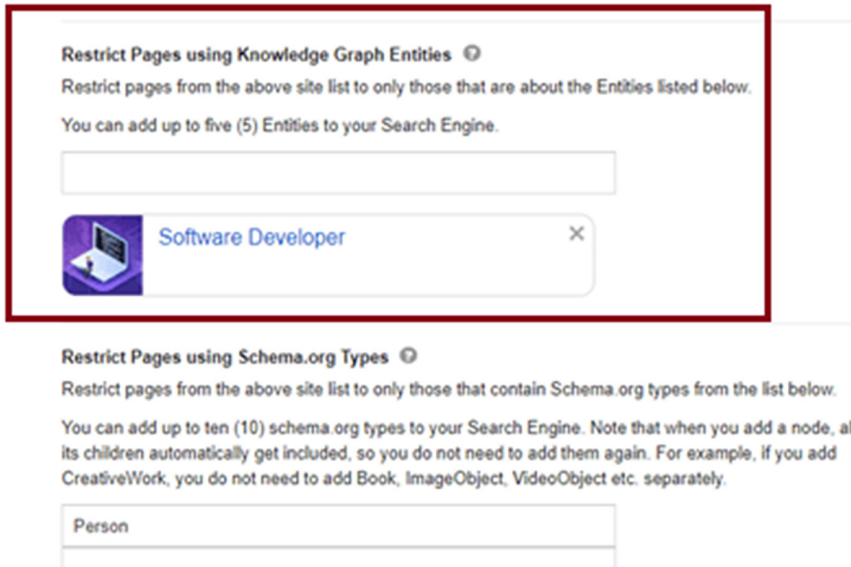 Restrict Pages using Knowledge Graph Entities
Restrict pages from the above site list to only those that are about the Entities listed below.
You can add up to five (5) Entities to your Search Engine.
Software Developer
Restrict Pages using Schema.org Types
Restrict pages from the above site list to only those that contain Schema.org types from the list below.
You can add up to ten (10) schema.org types to your Search Engine. Note that when you add a node,
its children automatically get included, so you do not need to add them again. For example, if you add
CreativeWork, you do not need to add Book, ImageObject, VideoObject etc. separately.
Person